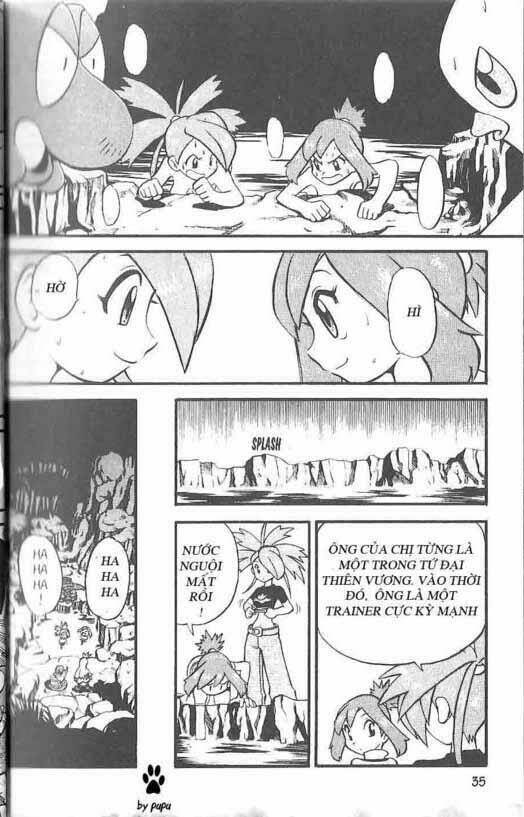 HỜ
HÌ
HA
HA
HA
!
HA
HA
HA
SPLASH
NƯỚC
NGUỘI
MẤT
RỒI
!
ÔNG CỦA CHỊ TỪNG LÀ
MỘT TRONG TỨ ĐẠI
THIÊN VƯƠNG. VÀO THỜI
ĐÓ, ÔNG LÀ MỘT
TRAINER CỰC KỲ MẠNH
35
by papa